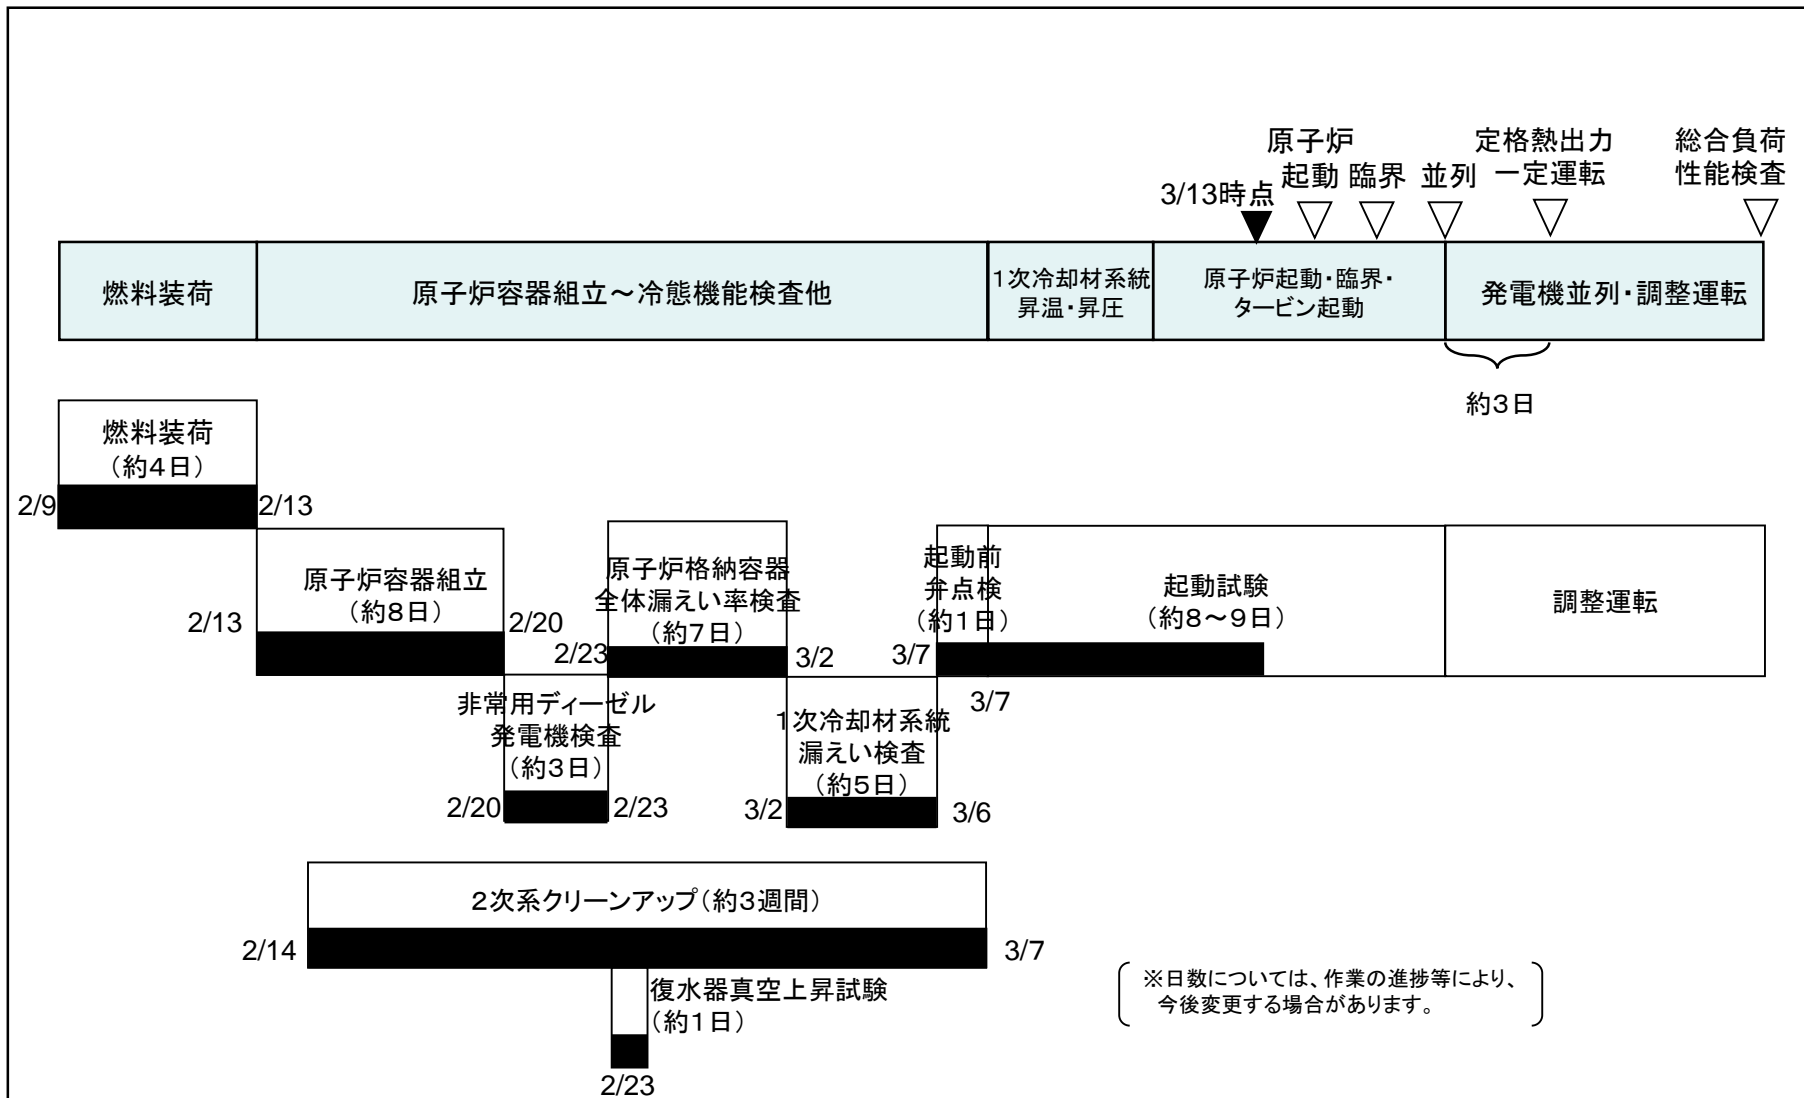 原子炉
起動
臨界
並列
定格熱出力
一定運転
総合負荷
性能検査
3/13時点
燃料装荷
原子炉容器組立～冷態機能検査他
１次冷却材系統
昇温・昇圧
原子炉起動・臨界・
タービン起動
発電機並列・調整運転
約３日
燃料装荷
（約４日）
2/9
2/13
原子炉容器組立
（約８日）
2/13
2/20
原子炉格納容器
全体漏えい率検査
（約７日）
2/23
3/2
起動前
弁点検
（約１日）
3/7
3/7
起動試験
（約８～９日）
調整運転
非常用ディーゼル
発電機検査
（約３日）
2/20
2/23
１次冷却材系統
漏えい検査
（約５日）
3/2
3/6
２次系クリーンアップ（約３週間）
2/14
3/7
復水器真空上昇試験
（約１日）
2/23
※日数については、作業の進捗等により、
今後変更する場合があります。